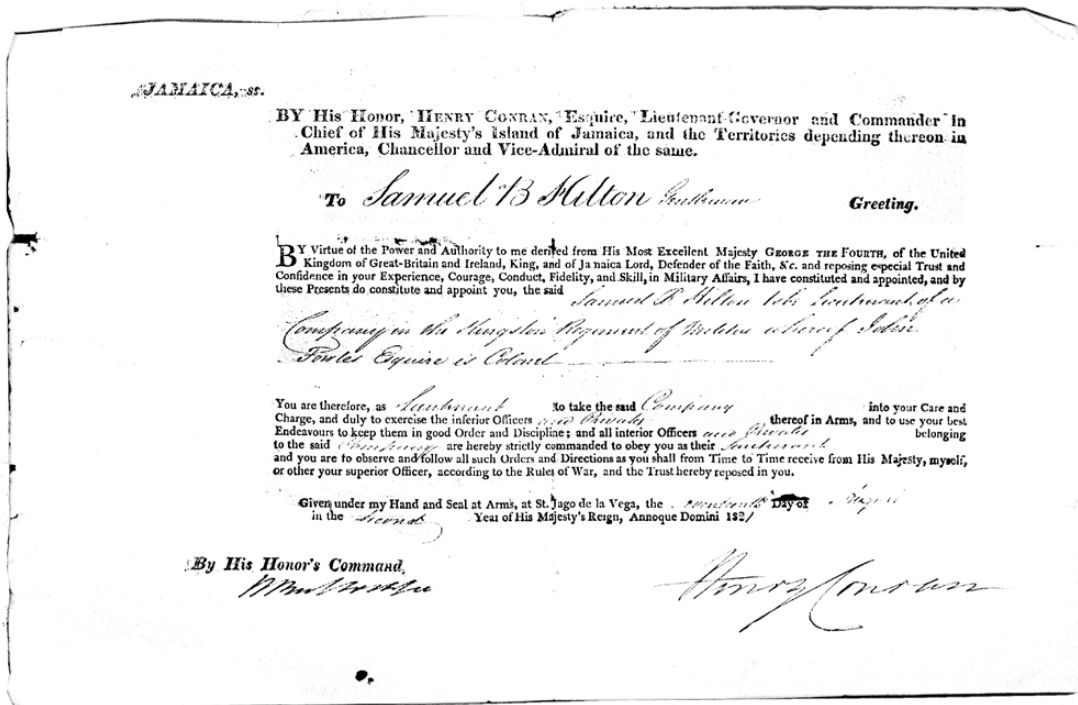 JAMAICA, ss.
BY His Honor, HENRY CONRAN, Esquire, Lieutenant-Governor and Commander in
Chief of His Majesty's Island of Jamaica, and the Territories depending thereon in
America, Chancellor and Vice-Admiral of the same.
To Samuel B Hilton Gentleman Greeting.
BY Virtue of the Power and Authority to me derived from His Most Excellent Majesty GEORGE THE FOURTH, of the United
Kingdom of Great-Britain and Ireland, King, and of Jamaica Lord, Defender of the Faith, &c. and reposing especial Trust and
Confidence in your Experience, Courage, Conduct, Fidelity, and Skill, in Military Affairs, I have constituted and appointed, and by
these Presents do constitute and appoint you, the said Samuel B. Hilton to be Lieutenant of a
Company in the Kingston Regiment of Militia whereof John
Fowles Esquire is Colonel
You are therefore, as Lieutenant to take the said Company into your Care and
Charge, and duly to exercise the inferior Officers and Privates thereof in Arms, and to use your best
Endeavours to keep them in good Order and Discipline; and all inferior Officers and Privates belonging
to the said Company are hereby strictly commanded to obey you as their Lieutenant
and you are to observe and follow all such Orders and Directions as you shall from Time to Time receive from His Majesty, myself,
or other your superior Officer, according to the Rules of War, and the Trust hereby reposed in you.
Given under my Hand and Seal at Arms, at St. Jago de la Vega, the Day of August
in the second Year of His Majesty's Reign, Annoque Domini 1821
By His Honor's Command,
Henry Conran